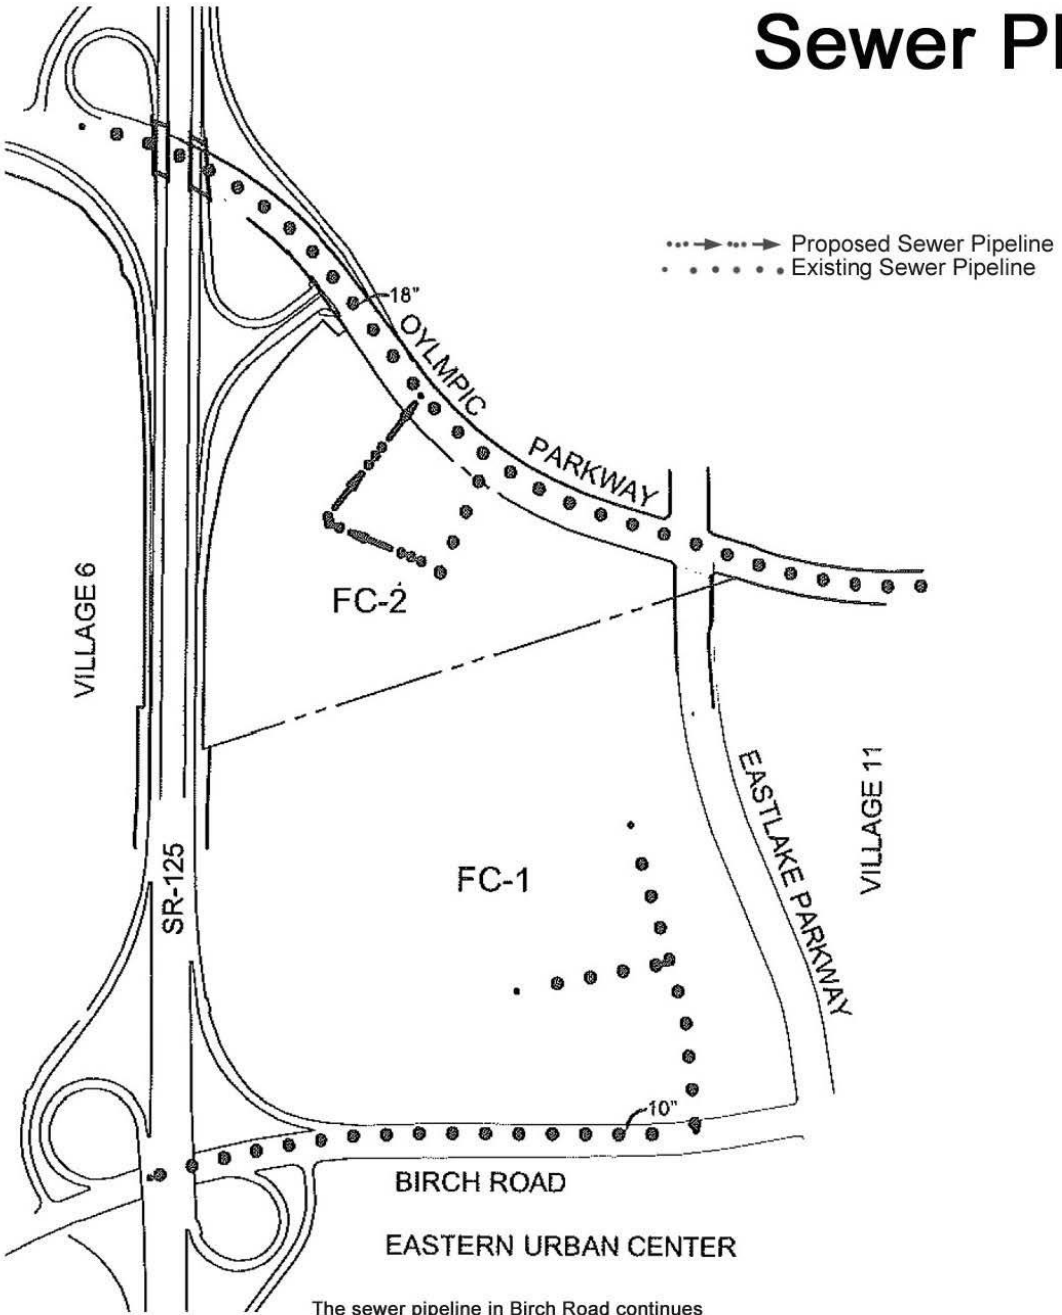 Sewer Pl
Proposed Sewer Pipeline
Existing Sewer Pipeline
18"
OYLMPIC
PARKWAY
FC-2
VILLAGE 6
EASTLAKE PARKWAY
VILLAGE 11
FC-1
SR-125
10"
BIRCH ROAD
EASTERN URBAN CENTER
The sewer pipeline in Birch Road continues